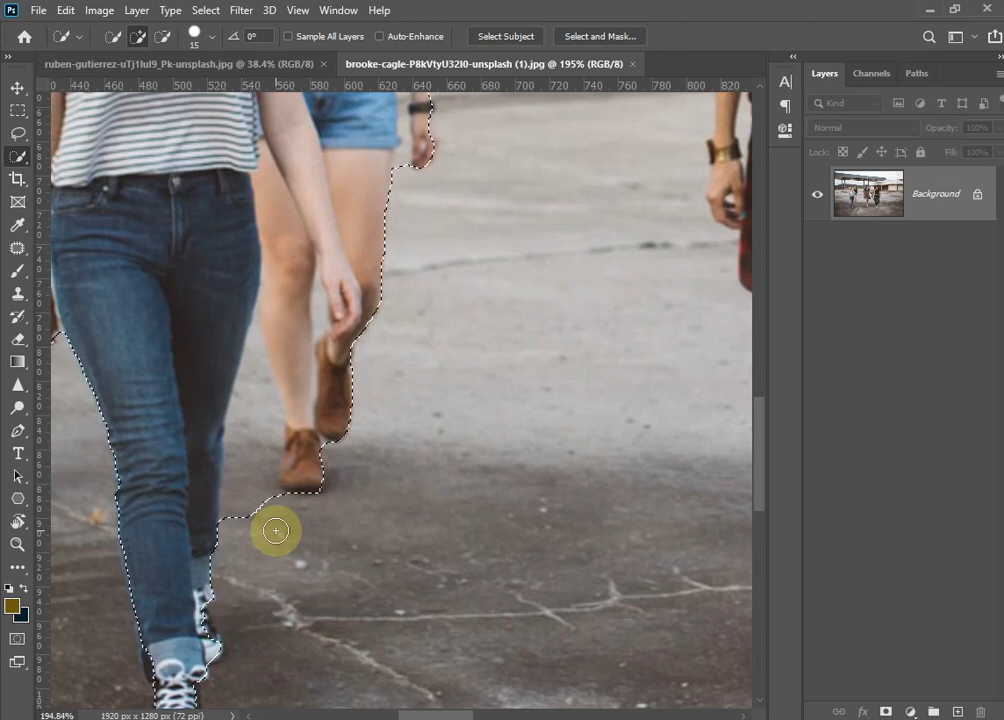 Ps File Edit Image Layer Type Select Filter 3D View Window Help
15 0° Sample All Layers Auto-Enhance Select Subject Select and Mask...
ruben-gutierrez-uTj1lul9_Pk-unsplash.jpg @ 38.4% (RGB/8) × brooke-cagle-P8kVtyU32I0-unsplash (1).jpg @ 195% (RGB/8) ×
0 440 460 480 500 520 540 560 580 600 620 640 660 680 700 720 740 760 780 800 820
Layers Channels Paths
Kind
Normal Opacity: 100%
Lock: Fill: 100%
Background
194.84% 1920 px x 1280 px (72 ppi)